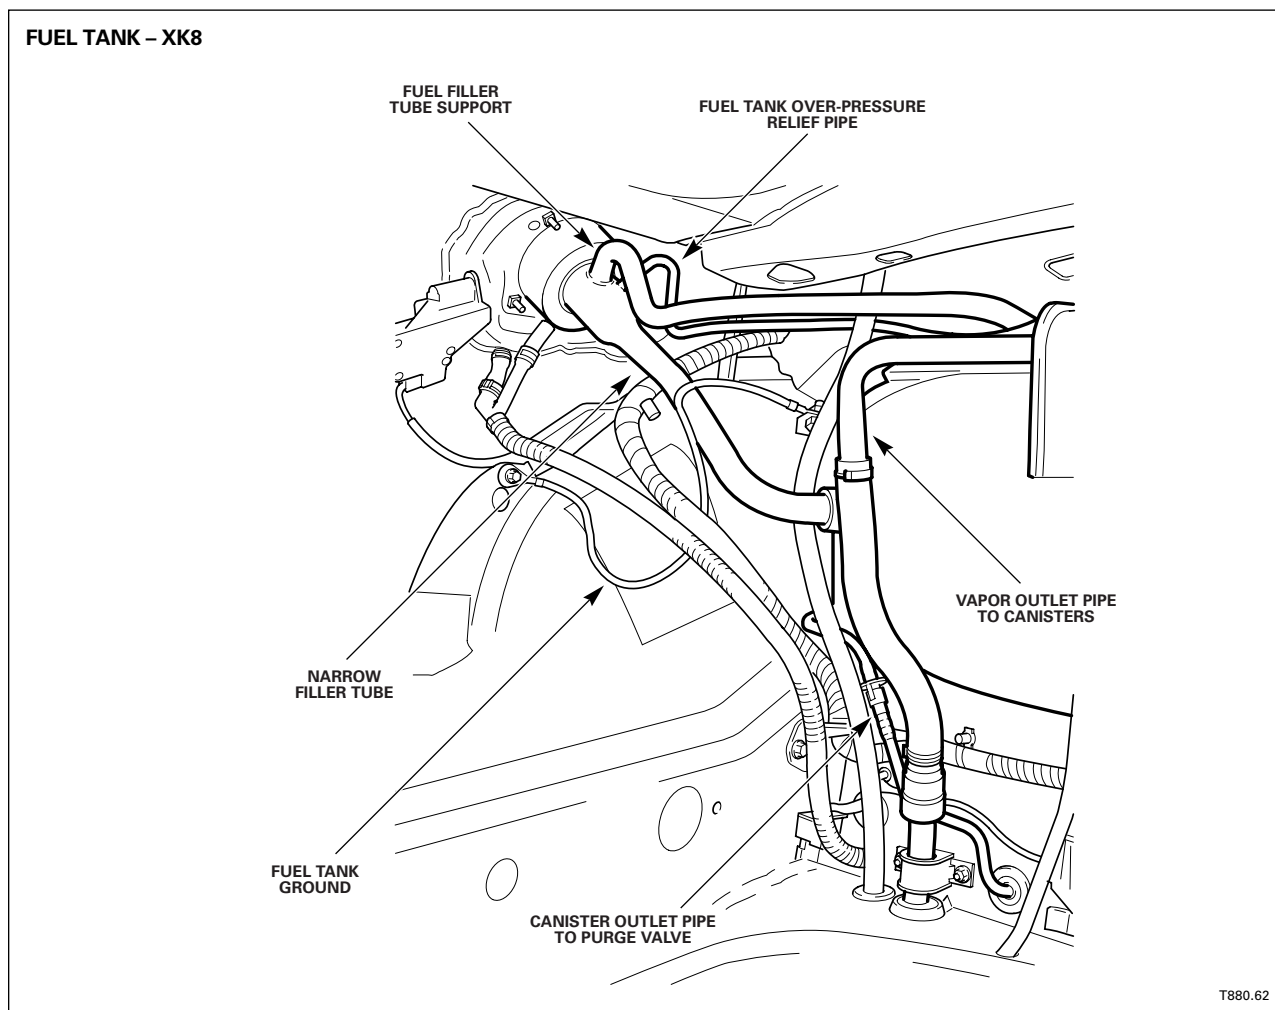 FUEL TANK – XK8
FUEL FILLER
TUBE SUPPORT
FUEL TANK OVER-PRESSURE
RELIEF PIPE
VAPOR OUTLET PIPE
TO CANISTERS
NARROW
FILLER TUBE
FUEL TANK
GROUND
CANISTER OUTLET PIPE
TO PURGE VALVE
T880.62